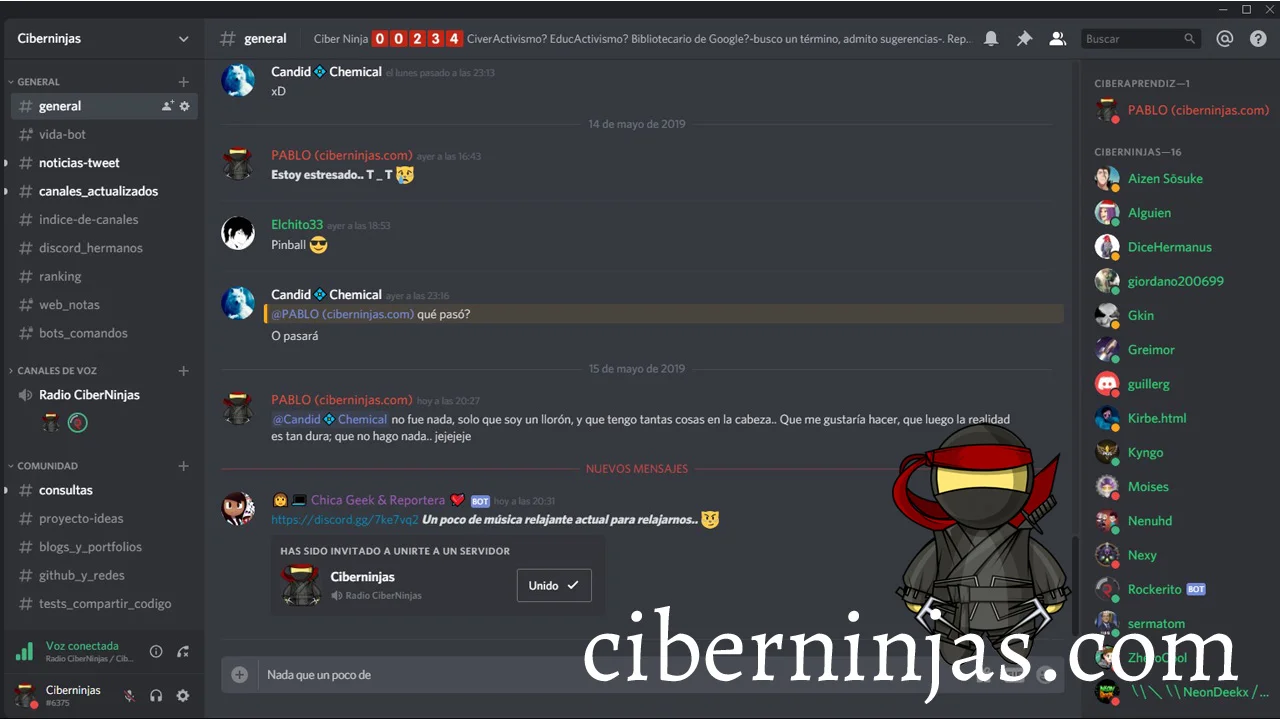 Ciberninjas
GENERAL
general
vida-bot
noticias-tweet
canales_actualizados
indice-de-canales
discord_hermanos
ranking
web_notas
bots_comandos
CANALES DE VOZ
Radio CiberNinjas
COMUNIDAD
consultas
proyecto-ideas
blogs_y_portfolios
github_y_redes
tests_compartir_codigo
Voz conectada
Radio CiberNinjas / Cib...
Ciberninjas
#6375
# general
Ciber Ninja 0 0 2 3 4 CiverActivismo? EducActivismo? Bibliotecario de Google?-busco un término, admito sugerencias-. Rep...
Buscar
Candid 💠 Chemical el lunes pasado a las 23:13
xD
14 de mayo de 2019
PABLO (ciberninjas.com) ayer a las 16:43
Estoy estresado.. T _ T 😿
Elchito33 ayer a las 18:53
Pinball 😎
Candid 💠 Chemical ayer a las 23:16
@PABLO (ciberninjas.com) qué pasó?
O pasará
15 de mayo de 2019
PABLO (ciberninjas.com) hoy a las 20:27
@Candid 💠 Chemical no fue nada, solo que soy un llorón, y que tengo tantas cosas en la cabeza.. Que me gustaría hacer, que luego la realidad
es tan dura; que no hago nada.. jejejeje
NUEVOS MENSAJES
Chica Geek & Reportera ❤ BOT hoy a las 20:31
https://discord.gg/7ke7vq2 Un poco de música relajante actual para relajarnos.. 😼
HAS SIDO INVITADO A UNIRTE A UN SERVIDOR
Ciberninjas
Radio CiberNinjas
Unido ✓
Nada que un poco de
ciberninjas.com
CIBERAPRENDIZ—1
PABLO (ciberninjas.com)
CIBERNINJAS—16
Aizen Sōsuke
Alguien
DiceHermanus
giordano200699
Gkin
Greimor
guillerg
Kirbe.html
Kyngo
Moises
Nenuhd
Nexy
Rockerito BOT
sermatom
NeonDeekx /...